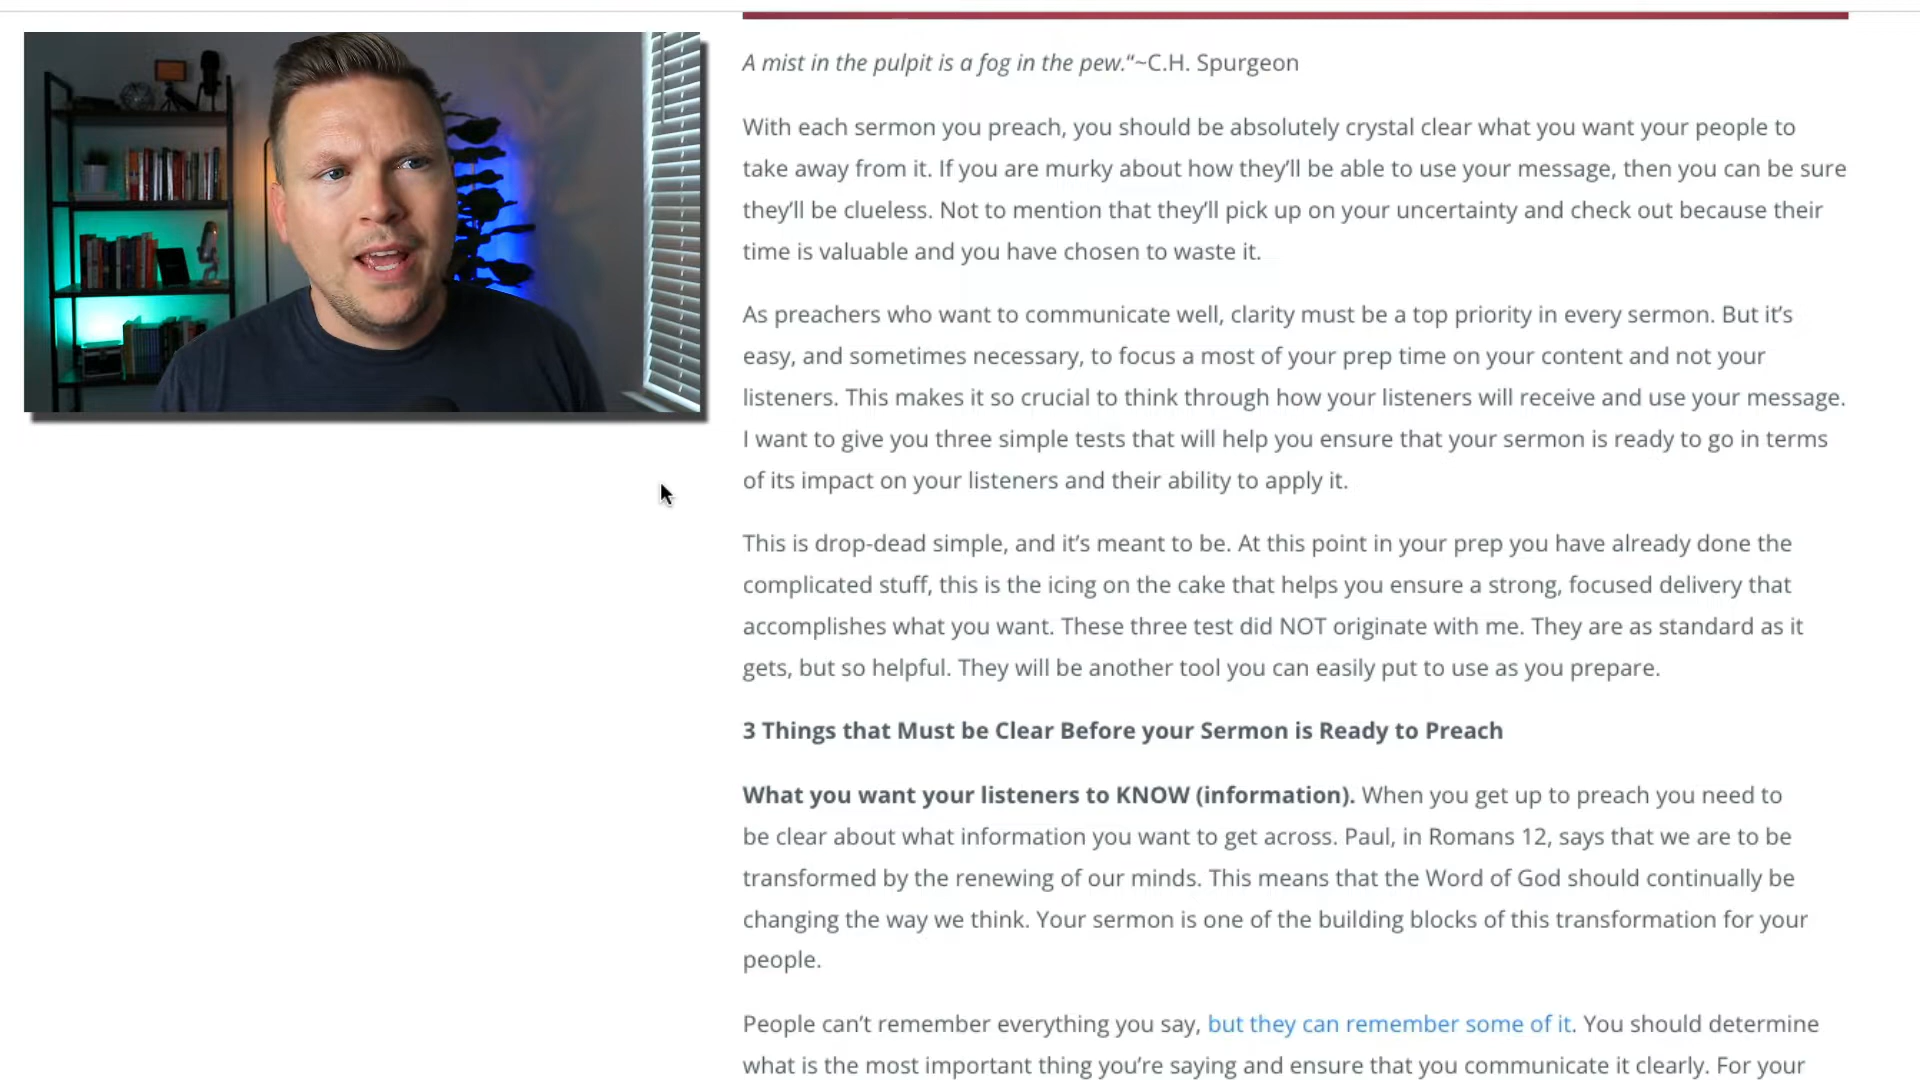 A mist in the pulpit is a fog in the pew.“~C.H. Spurgeon
With each sermon you preach, you should be absolutely crystal clear what you want your people to
take away from it. If you are murky about how they’ll be able to use your message, then you can be sure
they’ll be clueless. Not to mention that they’ll pick up on your uncertainty and check out because their
time is valuable and you have chosen to waste it.
As preachers who want to communicate well, clarity must be a top priority in every sermon. But it’s
easy, and sometimes necessary, to focus a most of your prep time on your content and not your
listeners. This makes it so crucial to think through how your listeners will receive and use your message.
I want to give you three simple tests that will help you ensure that your sermon is ready to go in terms
of its impact on your listeners and their ability to apply it.
This is drop-dead simple, and it’s meant to be. At this point in your prep you have already done the
complicated stuff, this is the icing on the cake that helps you ensure a strong, focused delivery that
accomplishes what you want. These three test did NOT originate with me. They are as standard as it
gets, but so helpful. They will be another tool you can easily put to use as you prepare.
3 Things that Must be Clear Before your Sermon is Ready to Preach
What you want your listeners to KNOW (information). When you get up to preach you need to
be clear about what information you want to get across. Paul, in Romans 12, says that we are to be
transformed by the renewing of our minds. This means that the Word of God should continually be
changing the way we think. Your sermon is one of the building blocks of this transformation for your
people.
People can’t remember everything you say, but they can remember some of it. You should determine
what is the most important thing you’re saying and ensure that you communicate it clearly. For your